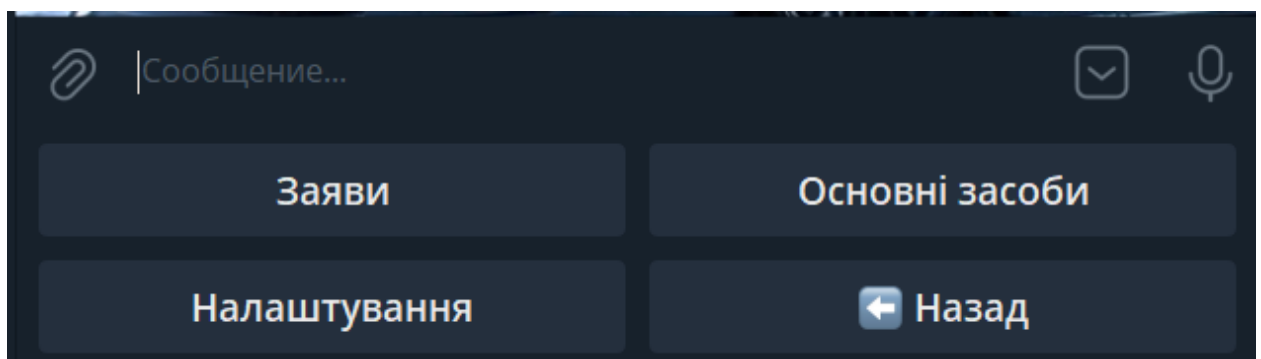 Сообщение...
Заяви
Основні засоби
Налаштування
⬅️ Назад